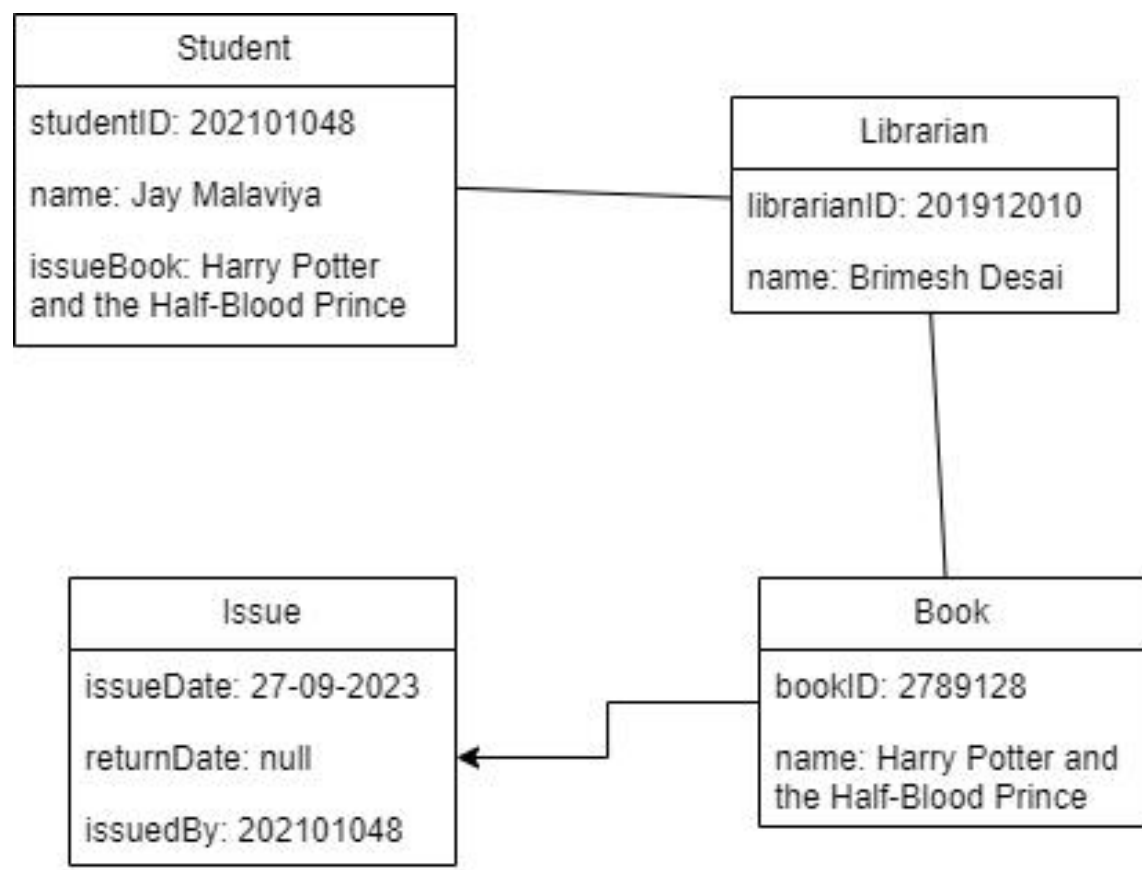 Student
studentID: 202101048
name: Jay Malaviya
issueBook: Harry Potter
and the Half-Blood Prince
Librarian
librarianID: 201912010
name: Brimesh Desai
Issue
issueDate: 27-09-2023
returnDate: null
issuedBy: 202101048
Book
bookID: 2789128
name: Harry Potter and
the Half-Blood Prince